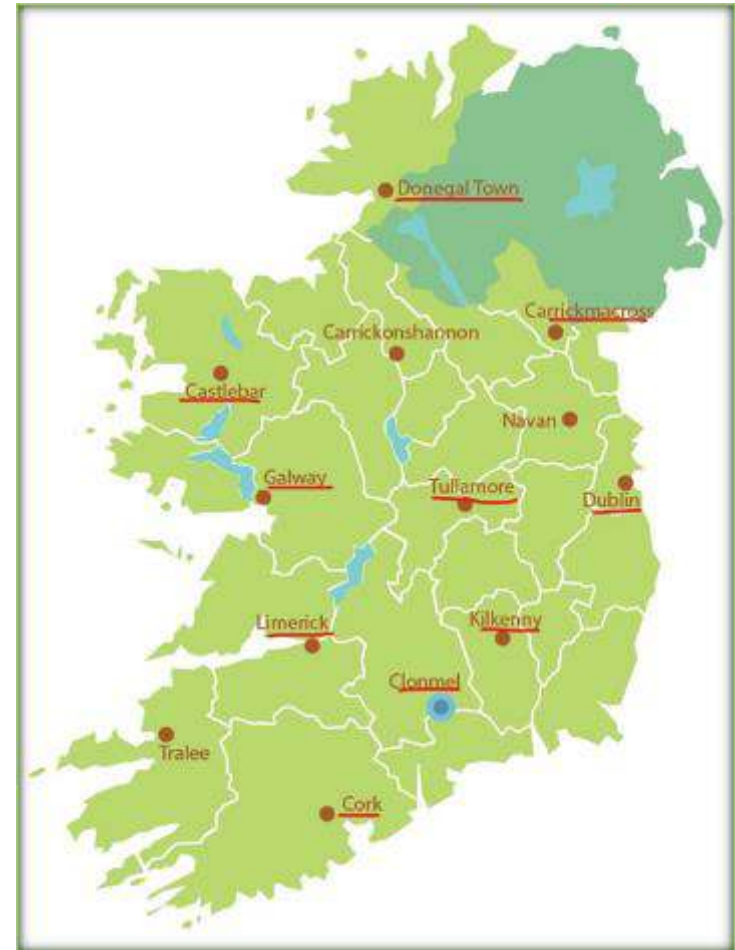 Donegal Town
Carrickmacross
Carrickonshannon
Castlebar
Navan
Galway
Tullamore
Dublin
Limerick
Kilkenny
Clonmel
Tralee
Cork